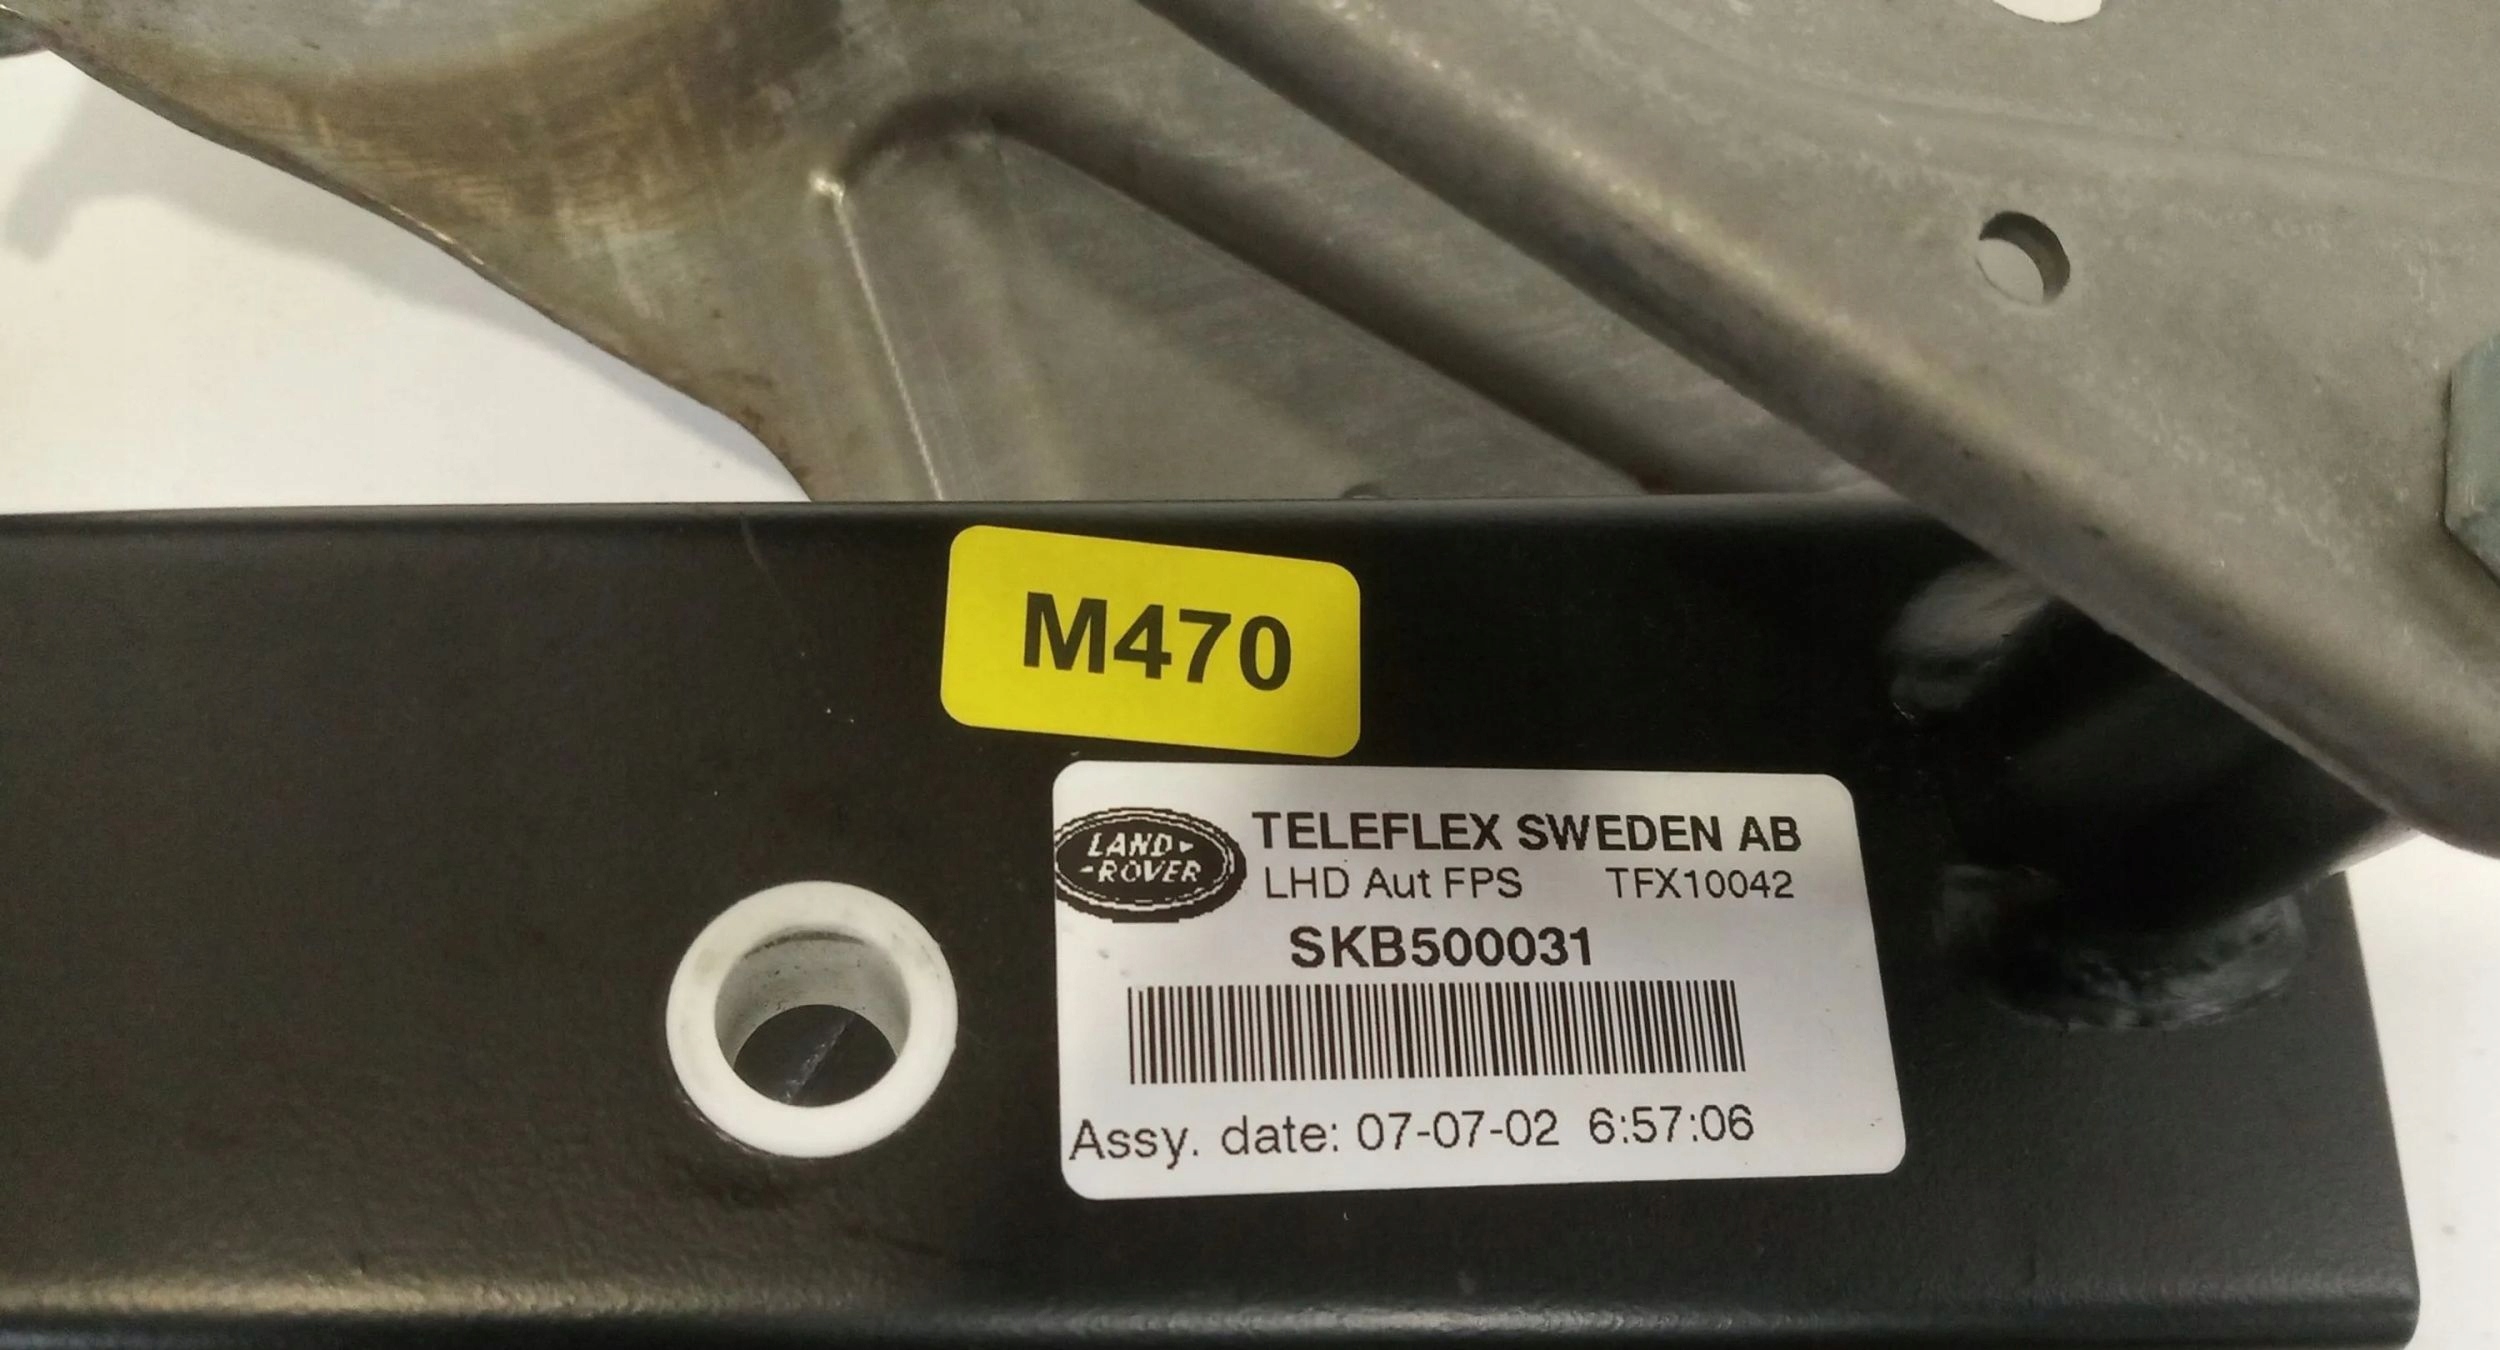 M470
LAND
-ROVER
TELEFLEX SWEDEN AB
LHD Aut FPS TFX10042
SKB500031
Assy. date: 07-07-02 6:57:06